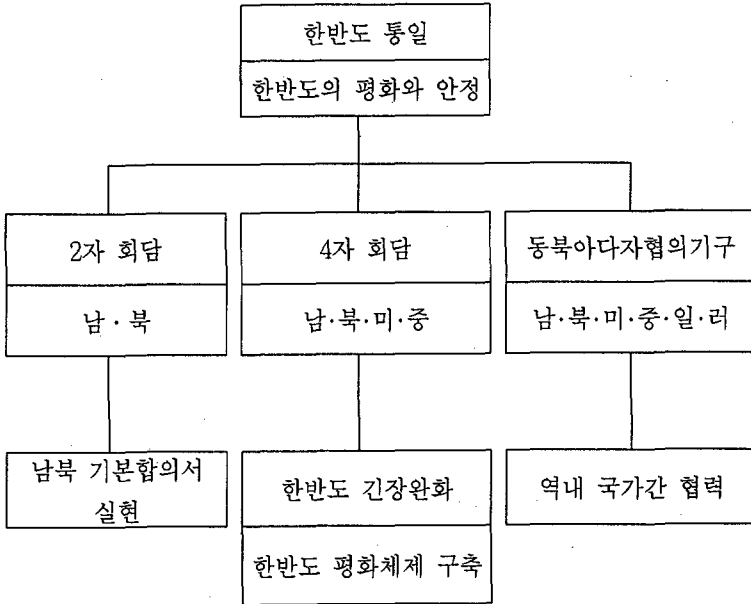 한반도 통일
한반도의 평화와 안정
2자 회담
남·북
4자 회담
남·북·미·중
동북아다자협의기구
남·북·미·중·일·러
남북 기본합의서
실현
한반도 긴장완화
한반도 평화체제 구축
역내 국가간 협력